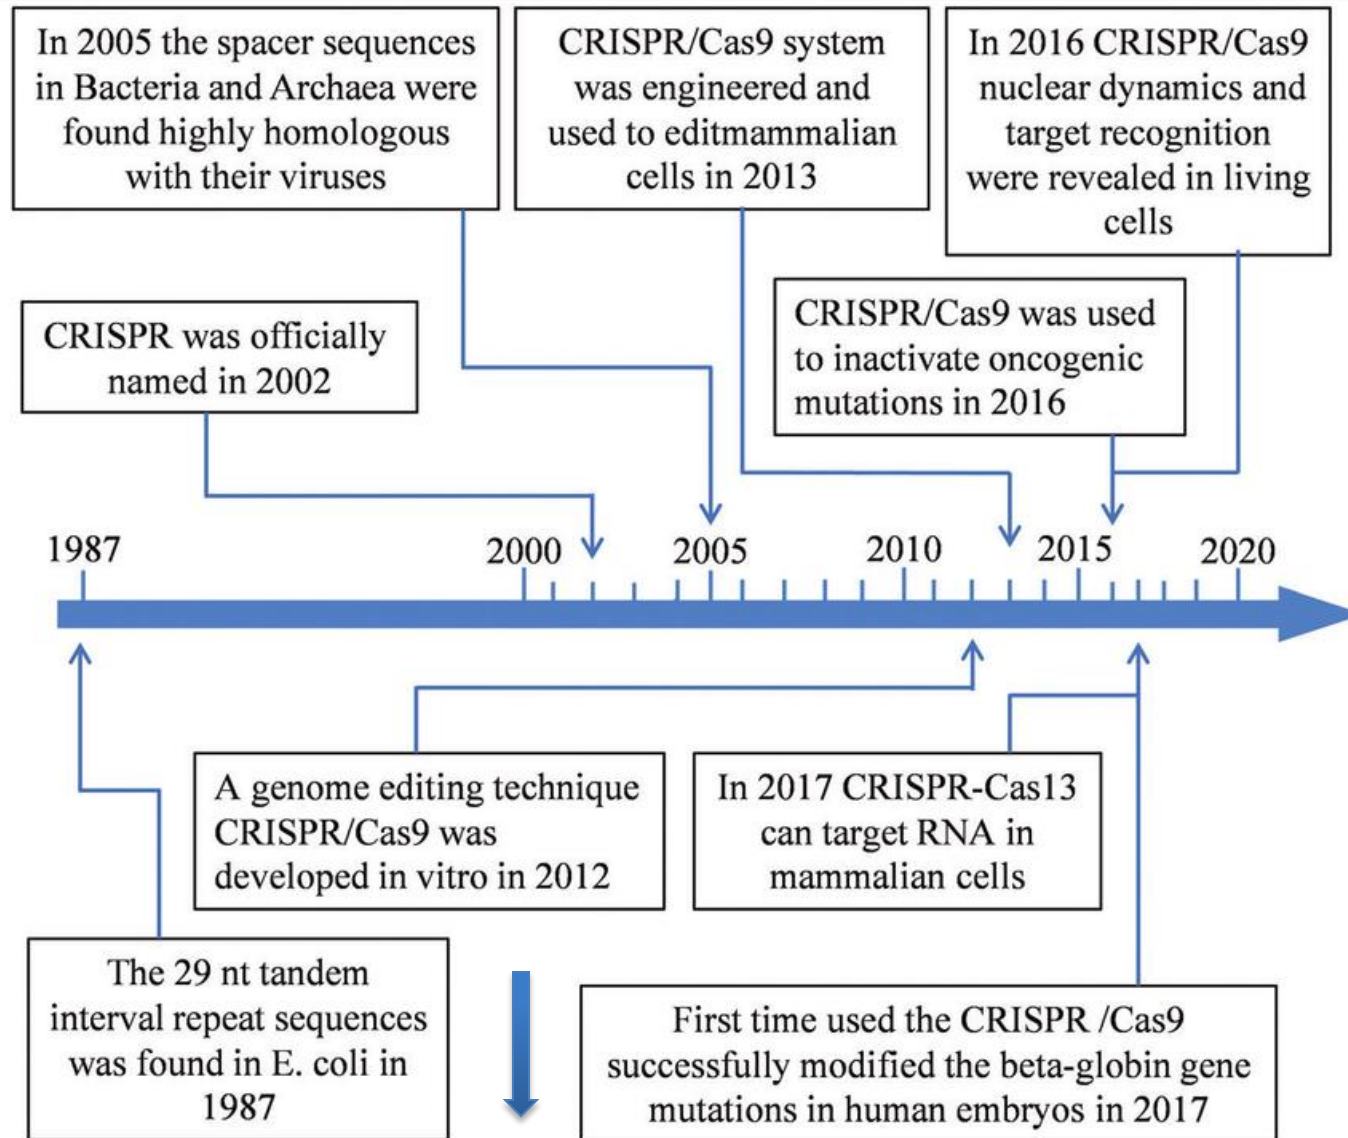 In 2005 the spacer sequences
in Bacteria and Archaea were
found highly homologous
with their viruses
CRISPR/Cas9 system
was engineered and
used to editmammalian
cells in 2013
In 2016 CRISPR/Cas9
nuclear dynamics and
target recognition
were revealed in living
cells
CRISPR was officially
named in 2002
CRISPR/Cas9 was used
to inactivate oncogenic
mutations in 2016
1987 2000 2005 2010 2015 2020
A genome editing technique
CRISPR/Cas9 was
developed in vitro in 2012
In 2017 CRISPR-Cas13
can target RNA in
mammalian cells
The 29 nt tandem
interval repeat sequences
was found in E. coli in
1987
First time used the CRISPR /Cas9
successfully modified the beta-globin gene
mutations in human embryos in 2017